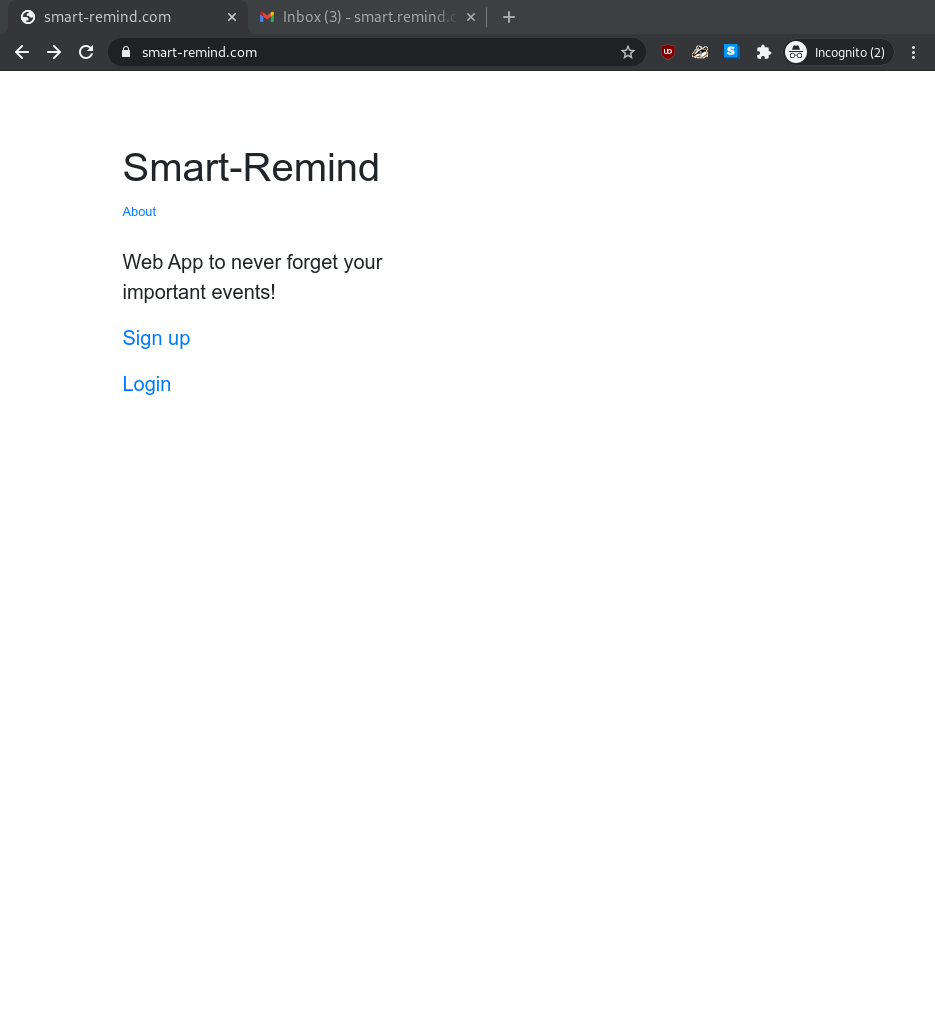 smart-remind.com
Inbox (3) - smart.remind.c
smart-remind.com
Incognito (2)
Smart-Remind
About
Web App to never forget your
important events!
Sign up
Login